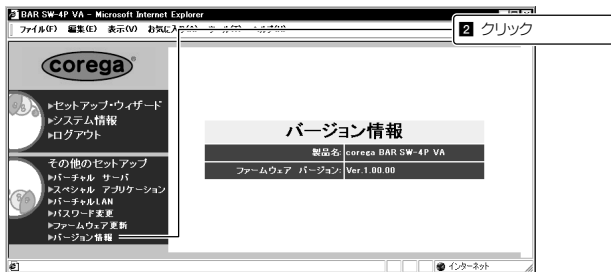 BAR SW-4P VA - Microsoft Internet Explorer
ファイル(F) 編集(E) 表示(V) お気に入り(A)
2 クリック
corega
▶セットアップ・ウィザード
▶システム情報
▶ログアウト
その他のセットアップ
▶バーチャル サーバ
▶スペシャル アプリケーション
▶バーチャルLAN
▶パスワード変更
▶ファームウェア更新
▶バージョン情報
バージョン情報
製品名: corega BAR SW-4P VA
ファームウェア バージョン: Ver.1.00.00
インターネット